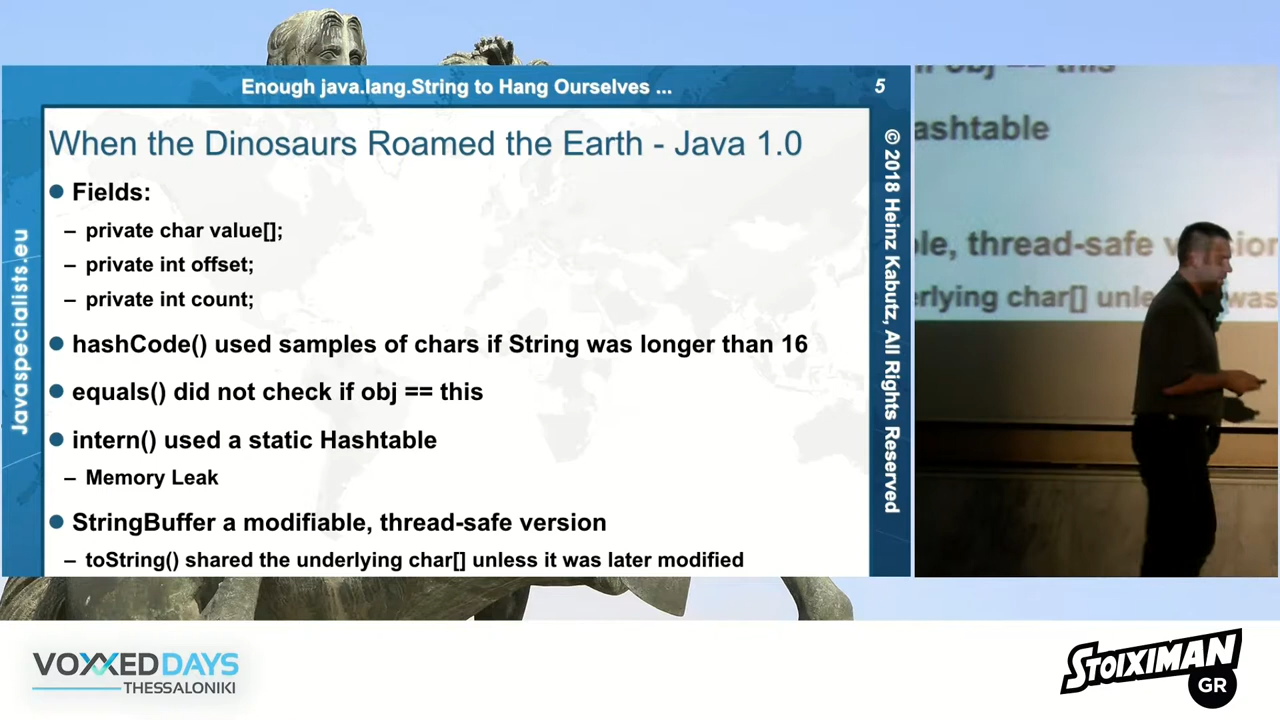 Enough java.lang.String to Hang Ourselves ...
5
When the Dinosaurs Roamed the Earth - Java 1.0
Fields:
– private char value[];
– private int offset;
– private int count;
hashCode() used samples of chars if String was longer than 16
equals() did not check if obj == this
intern() used a static Hashtable
– Memory Leak
StringBuffer a modifiable, thread-safe version
– toString() shared the underlying char[] unless it was later modified
Javaspecialists.eu
© 2018 Heinz Kabutz, All Rights Reserved
obj == this
ashtable
le, thread-safe
erlying char[] unle
was
VOXXED DAYS
THESSALONIKI
STOIXIMAN
GR